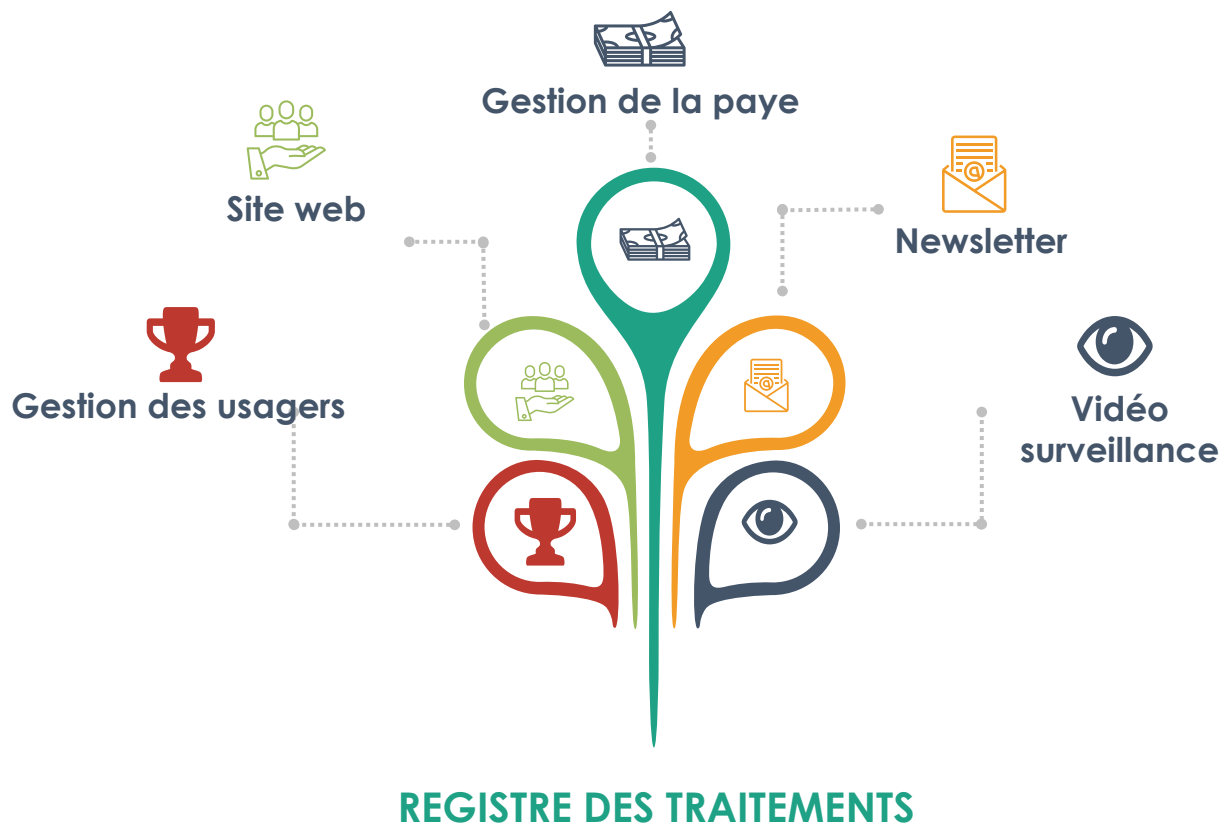 Gestion de la paye
Site web
Newsletter
Gestion des usagers
Vidéo
surveillance
REGISTRE DES TRAITEMENTS